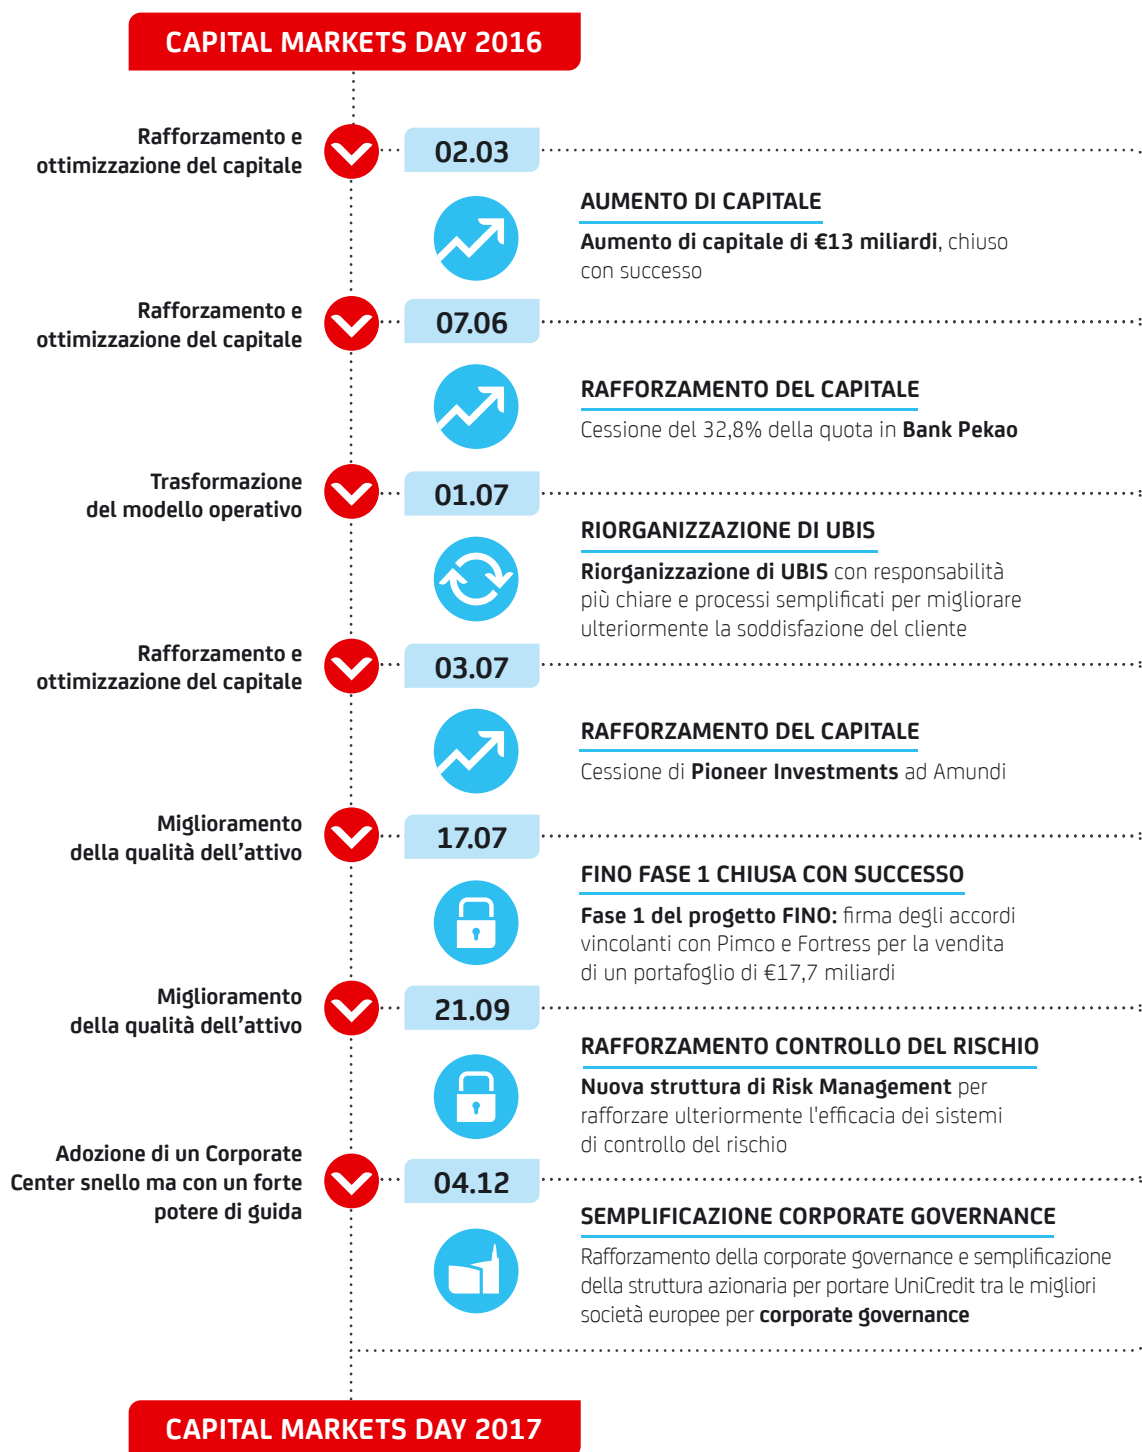 CAPITAL MARKETS DAY 2016
Rafforzamento e
ottimizzazione del capitale
02.03
AUMENTO DI CAPITALE
Aumento di capitale di €13 miliardi, chiuso
con successo
Rafforzamento e
ottimizzazione del capitale
07.06
RAFFORZAMENTO DEL CAPITALE
Cessione del 32,8% della quota in Bank Pekao
Trasformazione
del modello operativo
01.07
RIORGANIZZAZIONE DI UBIS
Riorganizzazione di UBIS con responsabilità
più chiare e processi semplificati per migliorare
ulteriormente la soddisfazione del cliente
Rafforzamento e
ottimizzazione del capitale
03.07
RAFFORZAMENTO DEL CAPITALE
Cessione di Pioneer Investments ad Amundi
Miglioramento
della qualità dell’attivo
17.07
FINO FASE 1 CHIUSA CON SUCCESSO
Fase 1 del progetto FINO: firma degli accordi
vincolanti con Pimco e Fortress per la vendita
di un portafoglio di €17,7 miliardi
Miglioramento
della qualità dell’attivo
21.09
RAFFORZAMENTO CONTROLLO DEL RISCHIO
Nuova struttura di Risk Management per
rafforzare ulteriormente l'efficacia dei sistemi
di controllo del rischio
Adozione di un Corporate
Center snello ma con un forte
potere di guida
04.12
SEMPLIFICAZIONE CORPORATE GOVERNANCE
Rafforzamento della corporate governance e semplificazione
della struttura azionaria per portare UniCredit tra le migliori
società europee per corporate governance
CAPITAL MARKETS DAY 2017